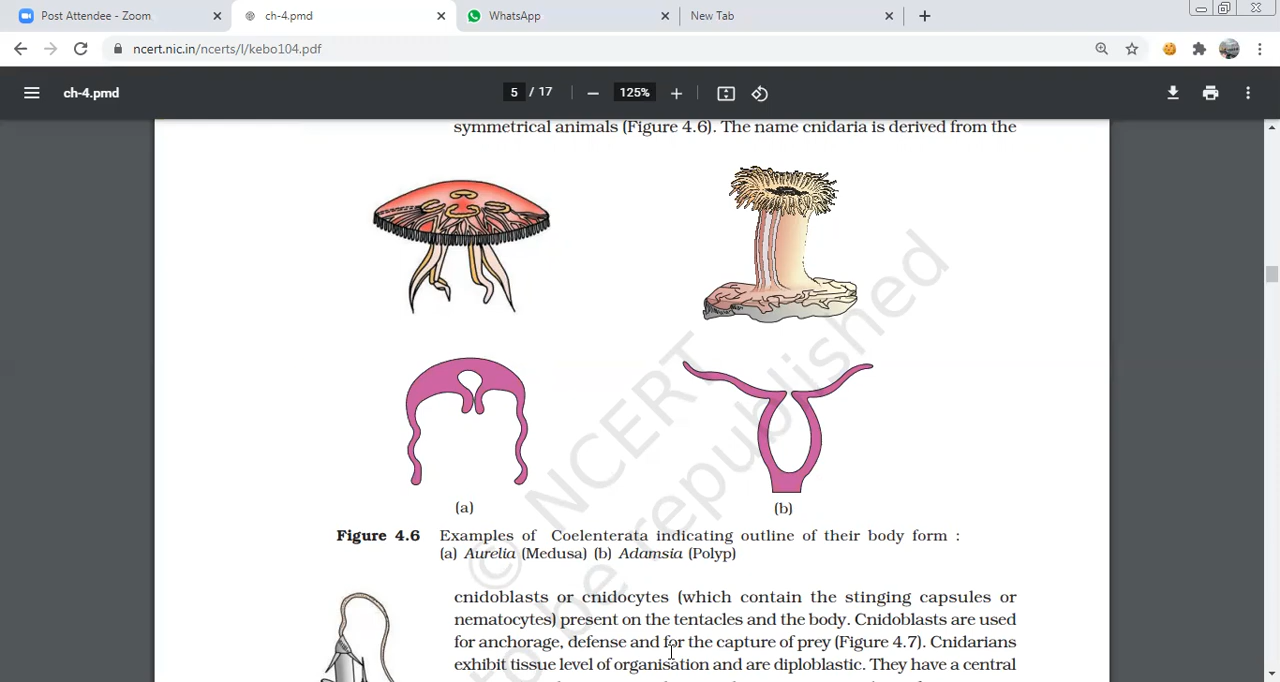 Post Attendee - Zoom
ch-4.pmd
WhatsApp
New Tab
ncert.nic.in/ncerts/l/kebo104.pdf
ch-4.pmd
5 / 17
125%
symmetrical animals (Figure 4.6). The name cnidaria is derived from the
(a)
(b)
Figure 4.6 Examples of Coelenterata indicating outline of their body form :
(a) Aurelia (Medusa) (b) Adamsia (Polyp)
cnidoblasts or cnidocytes (which contain the stinging capsules or
nematocytes) present on the tentacles and the body. Cnidoblasts are used
for anchorage, defense and for the capture of prey (Figure 4.7). Cnidarians
exhibit tissue level of organisation and are diploblastic. They have a central
© NCERT
be republished